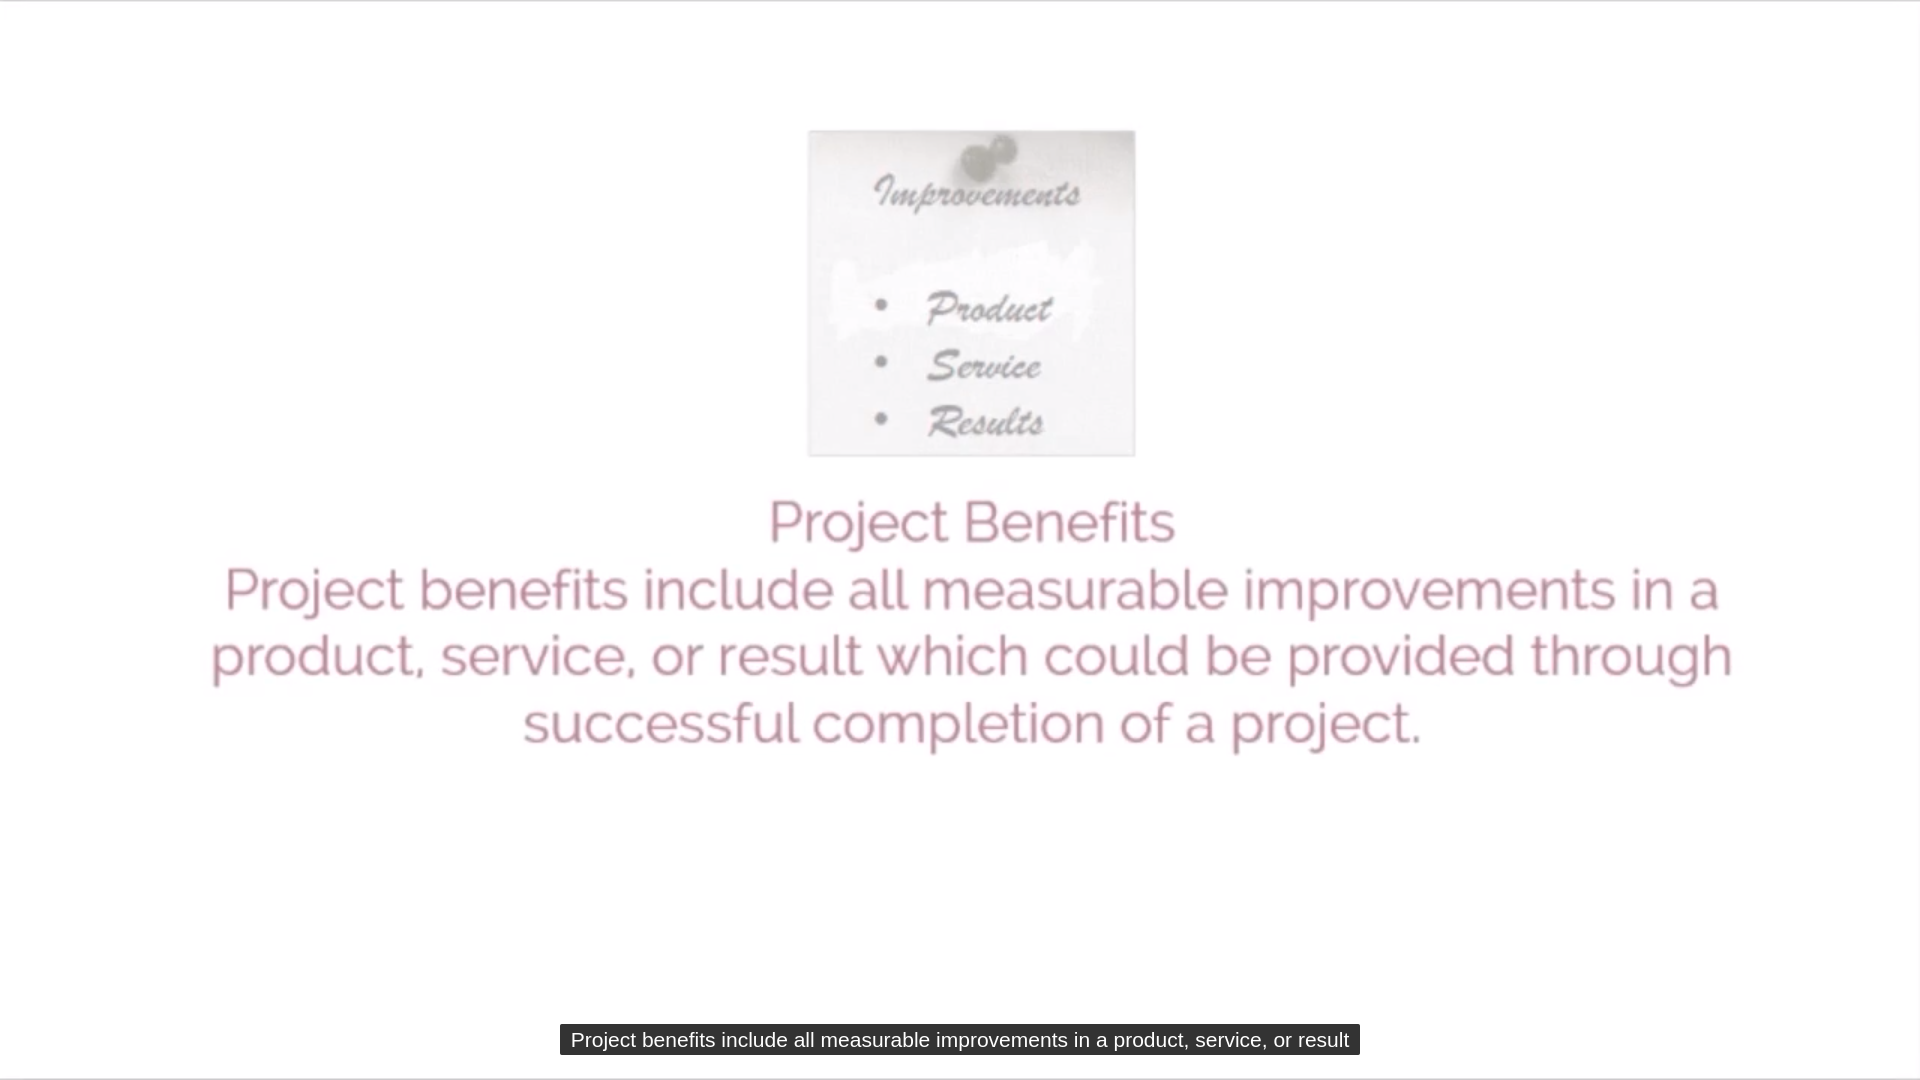 Improvements
• Product
• Service
• Results
Project Benefits
Project benefits include all measurable improvements in a
product, service, or result which could be provided through
successful completion of a project.
Project benefits include all measurable improvements in a product, service, or result